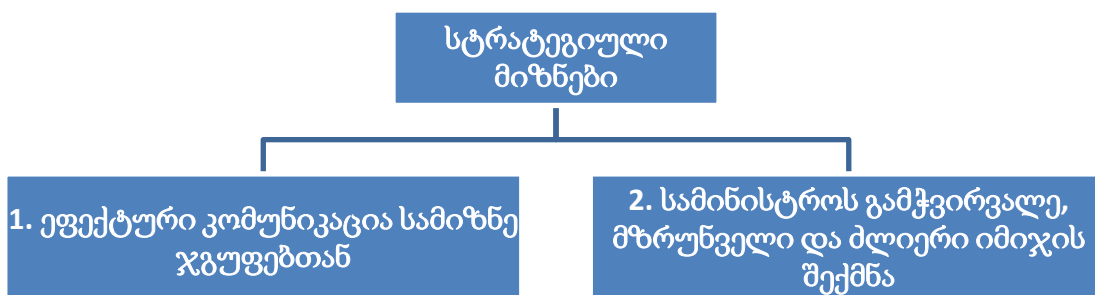 სტრატეგიული
მიზნები
1. ეფექტური კომუნიკაცია სამიზნე
ჯგუფებთან
2. სამინისტროს გამჭვირვალე,
მზრუნველი და ძლიერი იმიჯის
შექმნა